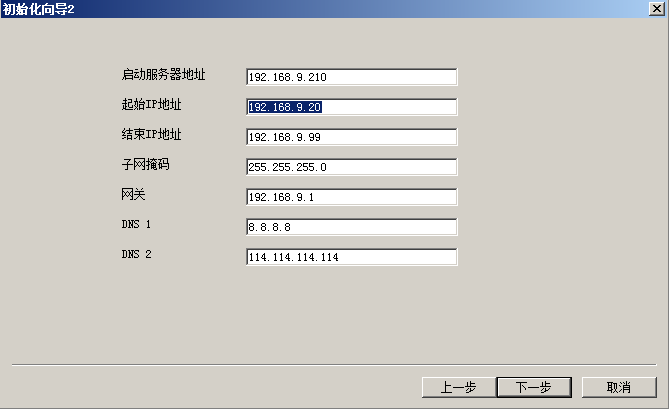 初始化向导2
启动服务器地址 192.168.9.210
起始IP地址 192.168.9.20
结束IP地址 192.168.9.99
子网掩码 255.255.255.0
网关 192.168.9.1
DNS 1 8.8.8.8
DNS 2 114.114.114.114
上一步 下一步 取消